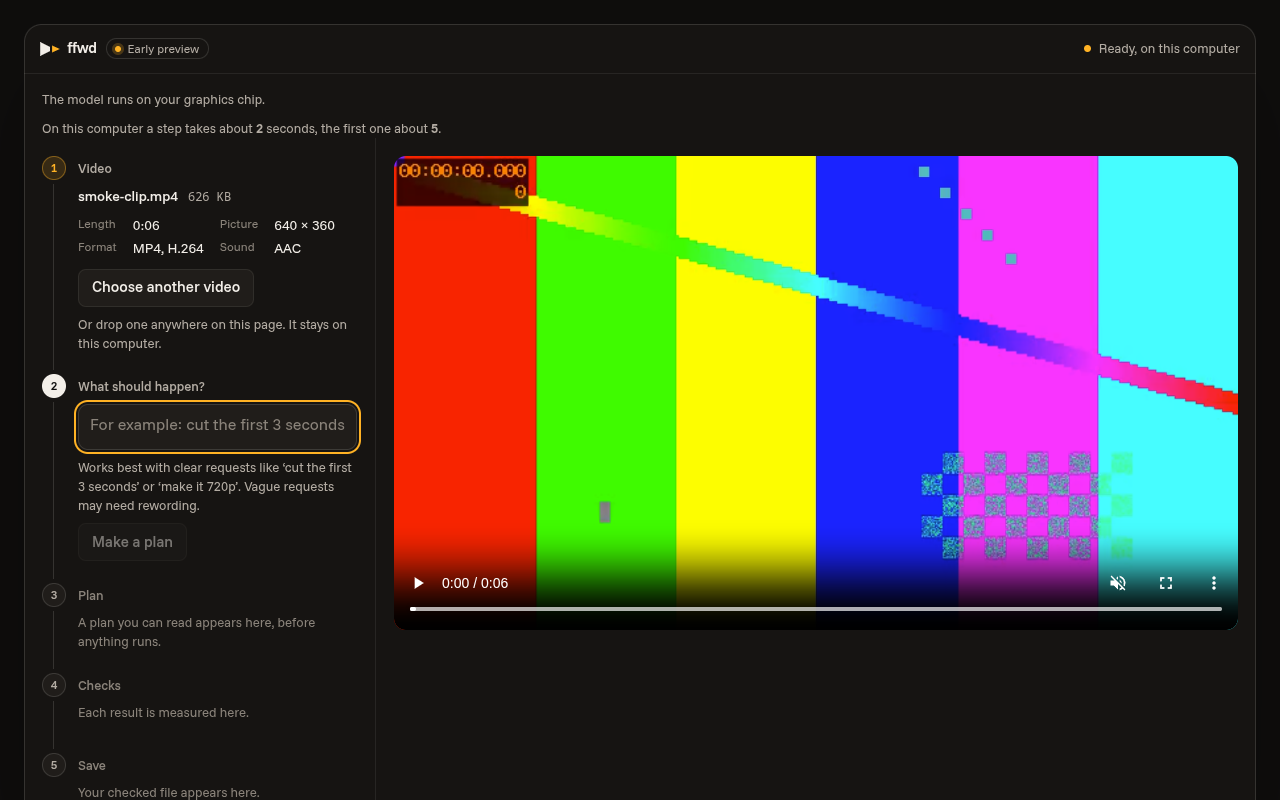 ffwd
Early preview
Ready, on this computer
The model runs on your graphics chip.
On this computer a step takes about 2 seconds, the first one about 5.
1
Video
smoke-clip.mp4 626 KB
Length 0:06 Picture 640 × 360
Format MP4, H.264 Sound AAC
Choose another video
Or drop one anywhere on this page. It stays on
this computer.
2
What should happen?
For example: cut the first 3 seconds
Works best with clear requests like ‘cut the first
3 seconds’ or ‘make it 720p’. Vague requests
may need rewording.
Make a plan
3
Plan
A plan you can read appears here, before
anything runs.
4
Checks
Each result is measured here.
5
Save
Your checked file appears here.
00:00:00.000
0
0:00 / 0:06